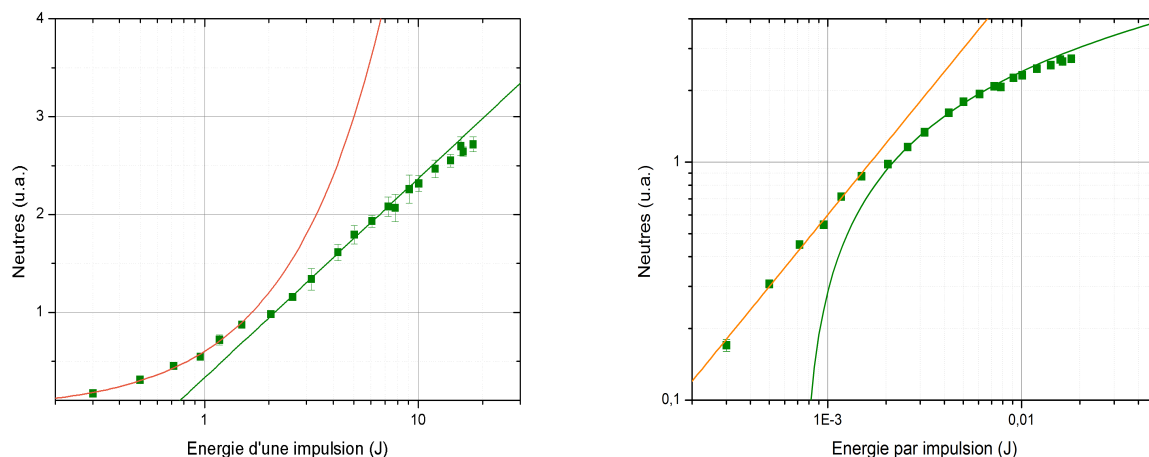 4
3
2
1
Neutres (u.a.)
1
10
Energie d'une impulsion (J)
1
0,1
Neutres (u.a.)
1E-3
0,01
Energie par impulsion (J)